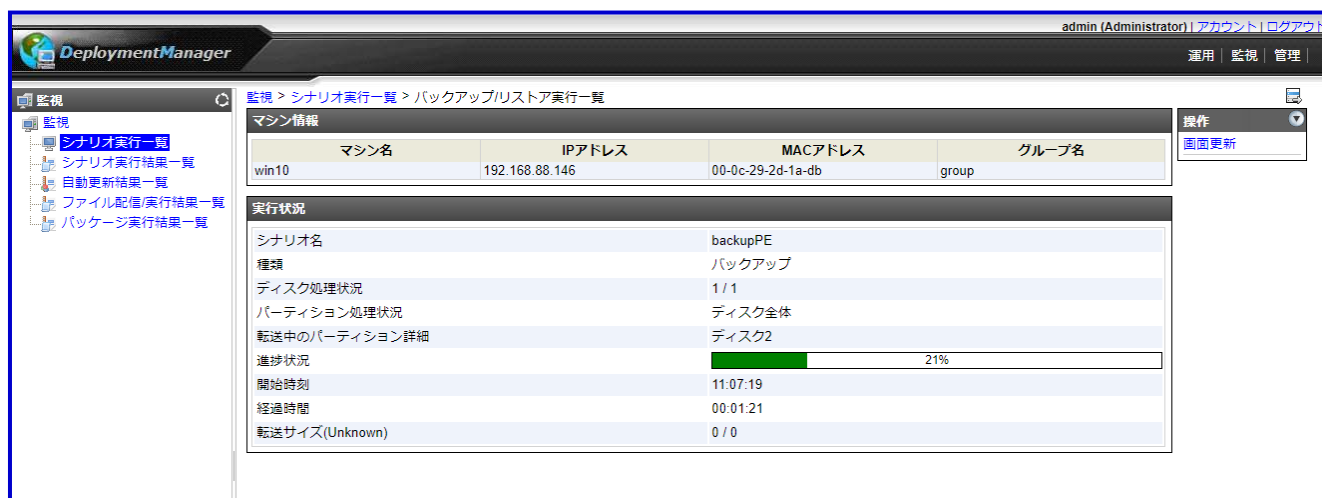 admin (Administrator) | アカウント | ログアウト
DeploymentManager
運用 | 監視 | 管理 |
監視
監視
シナリオ実行一覧
シナリオ実行結果一覧
自動更新結果一覧
ファイル配信/実行結果一覧
パッケージ実行結果一覧
監視 > シナリオ実行一覧 > バックアップ/リストア実行一覧
マシン情報
マシン名 IPアドレス MACアドレス グループ名
win10 192.168.88.146 00-0c-29-2d-1a-db group
実行状況
シナリオ名 backupPE
種類 バックアップ
ディスク処理状況 1 / 1
パーティション処理状況 ディスク全体
転送中のパーティション詳細 ディスク2
進捗状況 21%
開始時刻 11:07:19
経過時間 00:01:21
転送サイズ(Unknown) 0 / 0
操作
画面更新